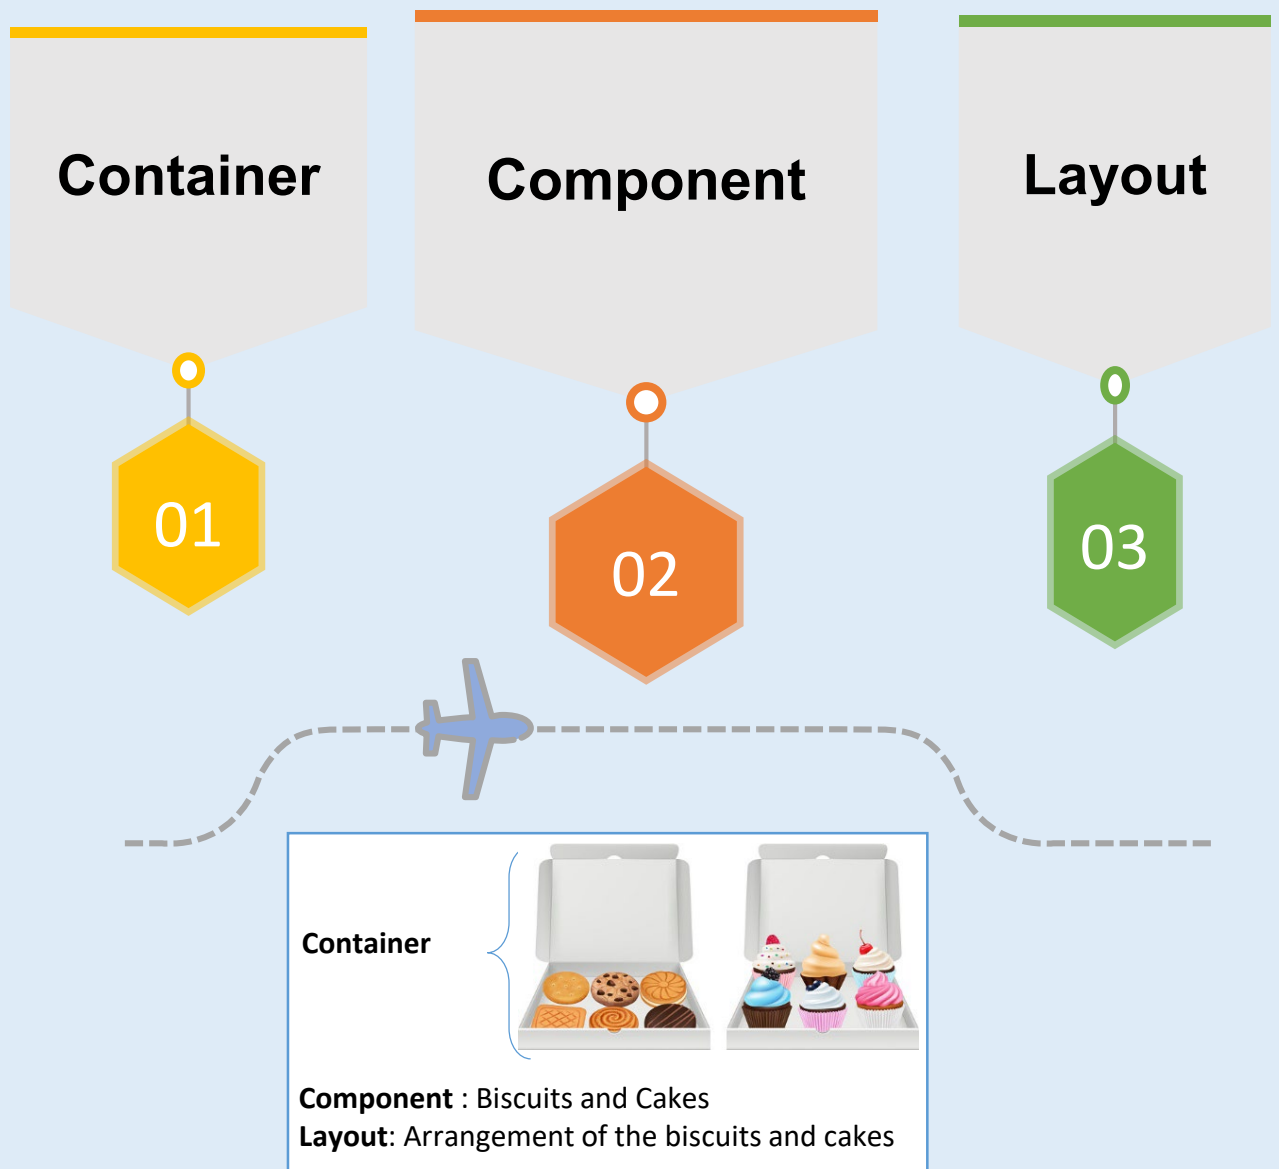 Container
Component
Layout
01
02
03
Container
Component : Biscuits and Cakes
Layout: Arrangement of the biscuits and cakes